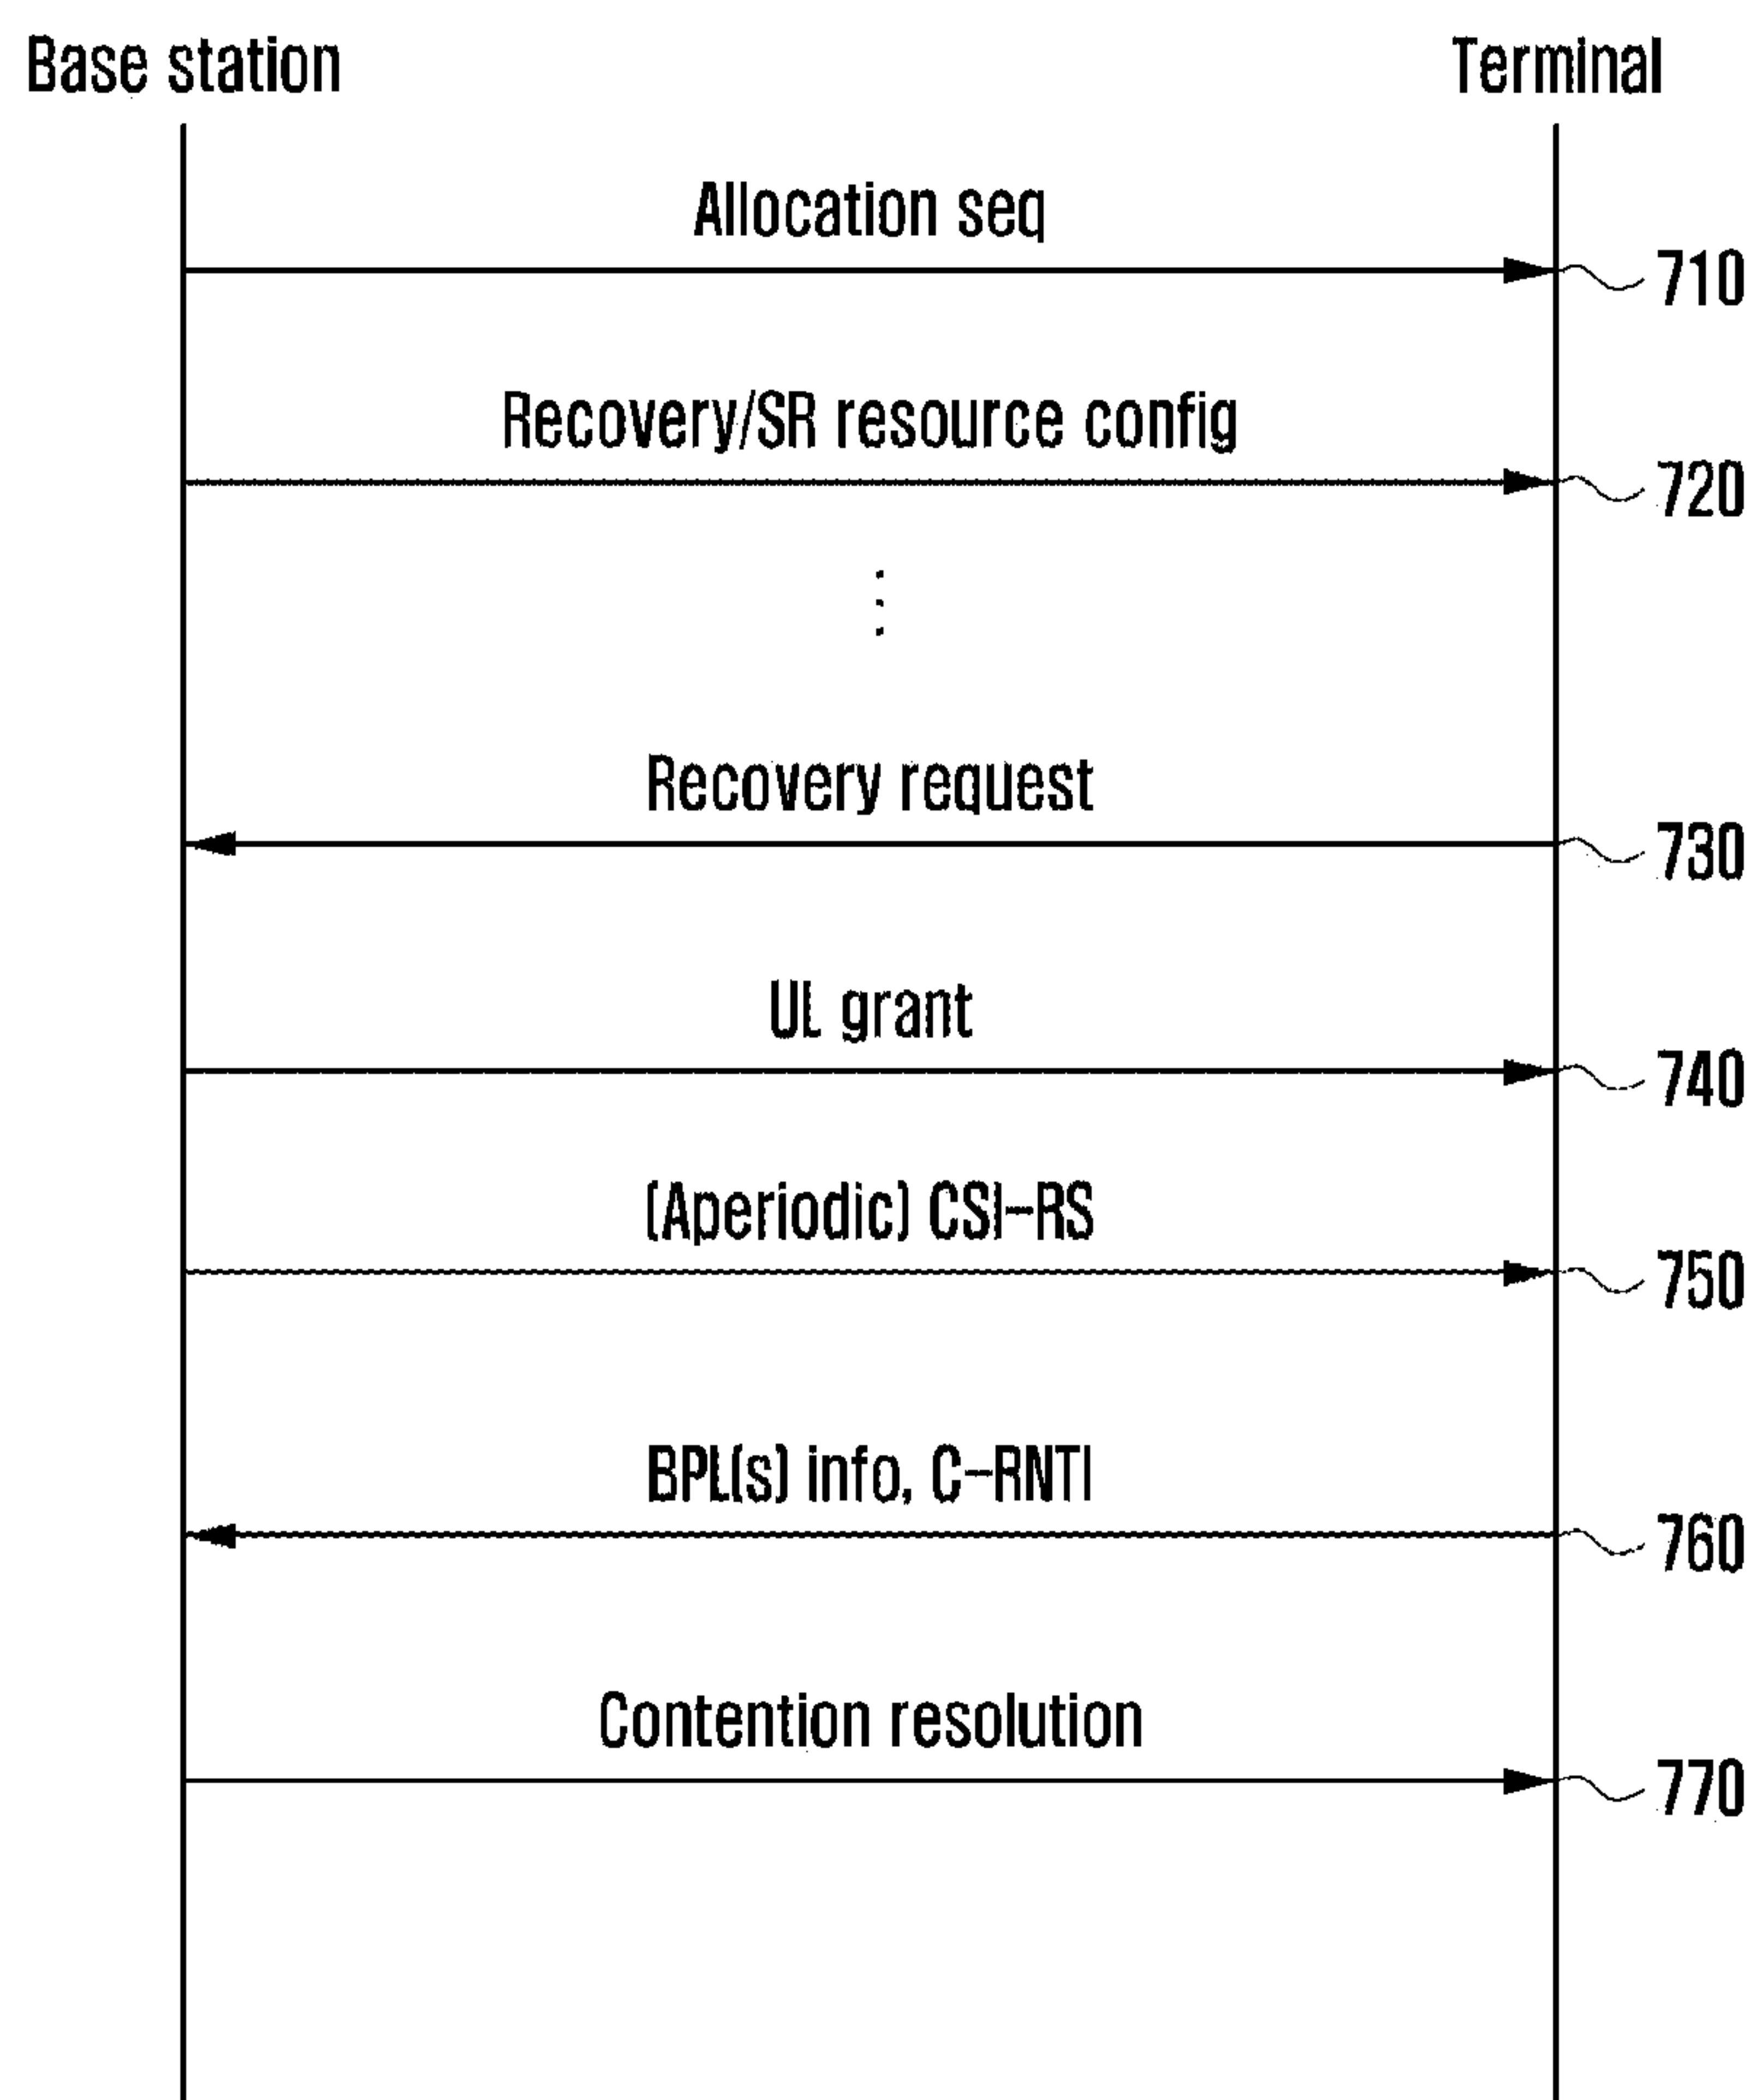 Base station Terminal
Allocation seq
710
Recovery/SR resource config
720
Recovery request
730
UL grant
740
(Aperiodic) CSI-RS
750
BPL(s) info, C-RNTI
760
Contention resolution
770